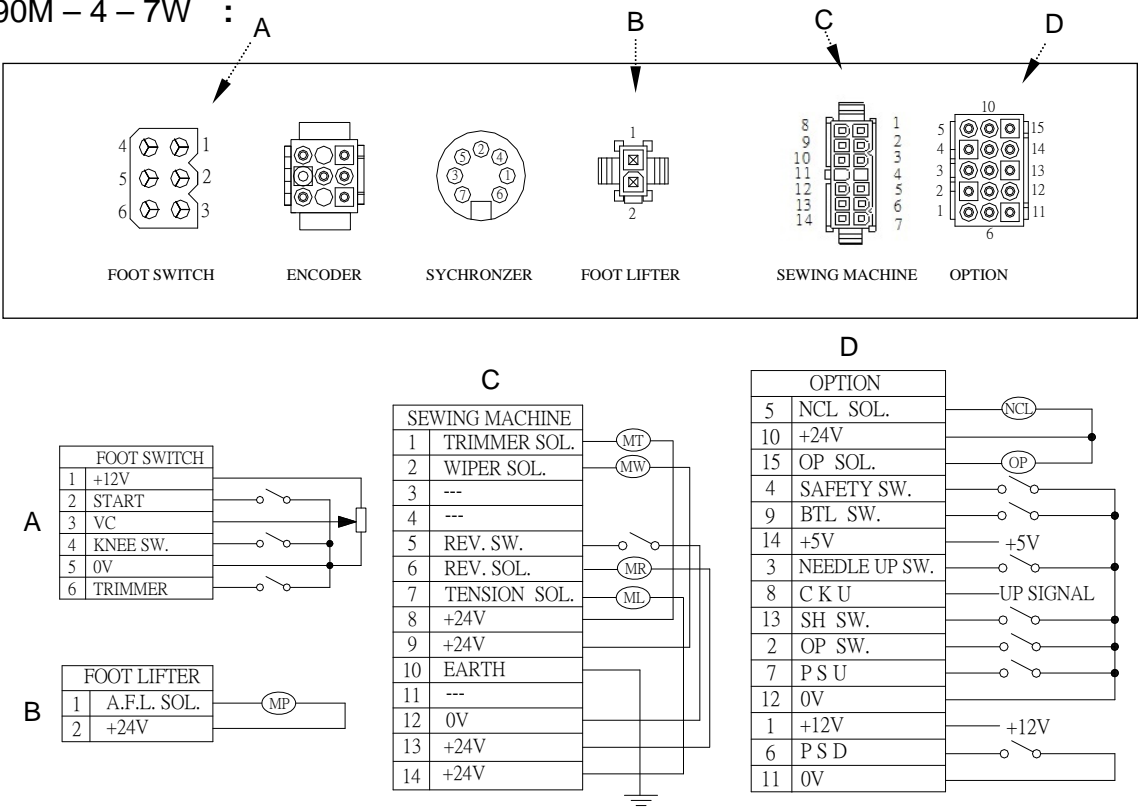 90M – 4 – 7W :
A
B
C
D
4 1
5 2
6 3
5 2 4
3 1
7 6
1
2
8 1
9 2
10 3
11 4
12 5
13 6
14 7
10
5 15
4 14
3 13
2 12
1 11
6
FOOT SWITCH
ENCODER
SYCHRONZER
FOOT LIFTER
SEWING MACHINE
OPTION
A
FOOT SWITCH
1 +12V
2 START
3 VC
4 KNEE SW.
5 0V
6 TRIMMER
B
FOOT LIFTER
1 A.F.L. SOL. MP
2 +24V
C
SEWING MACHINE
1 TRIMMER SOL. MT
2 WIPER SOL. MW
3 ---
4 ---
5 REV. SW.
6 REV. SOL. MR
7 TENSION SOL. ML
8 +24V
9 +24V
10 EARTH
11 ---
12 0V
13 +24V
14 +24V
D
OPTION
5 NCL SOL. NCL
10 +24V
15 OP SOL. OP
4 SAFETY SW.
9 BTL SW.
14 +5V +5V
3 NEEDLE UP SW.
8 C K U UP SIGNAL
13 SH SW.
2 OP SW.
7 P S U
12 0V
1 +12V +12V
6 P S D
11 0V